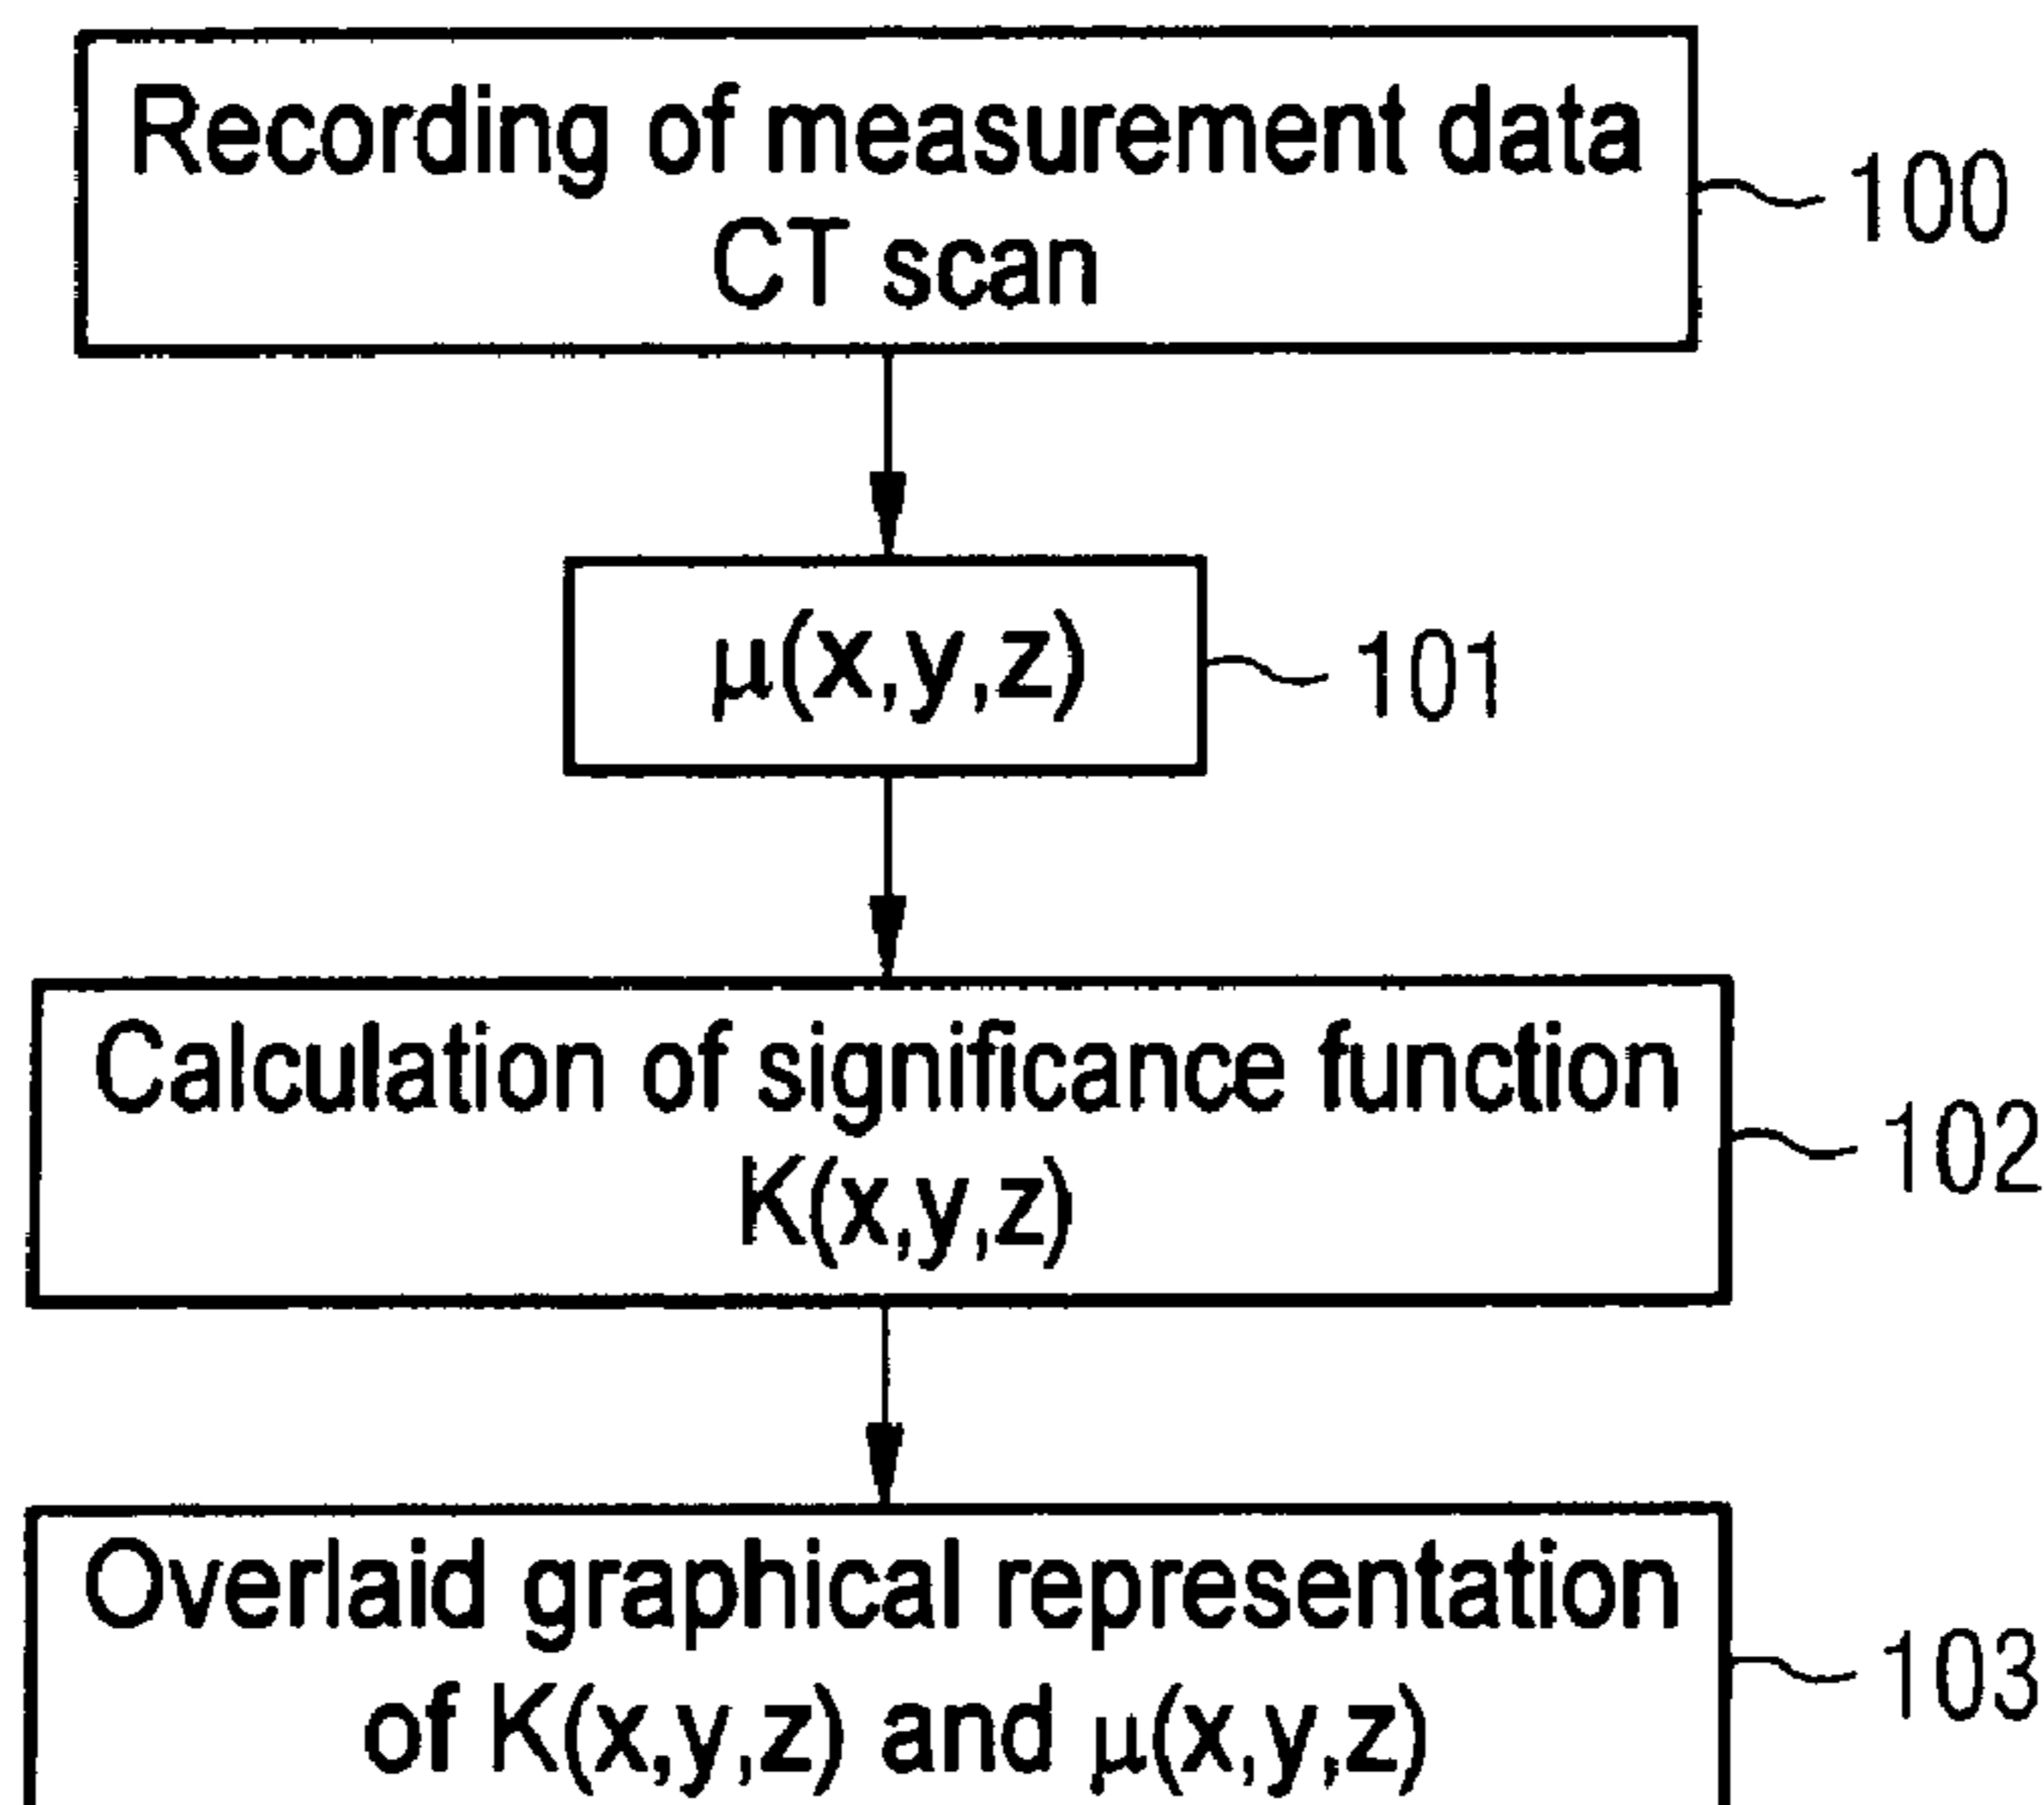 Recording of measurement data
CT scan
100
μ(x,y,z)
101
Calculation of significance function
K(x,y,z)
102
Overlaid graphical representation
of K(x,y,z) and μ(x,y,z)
103